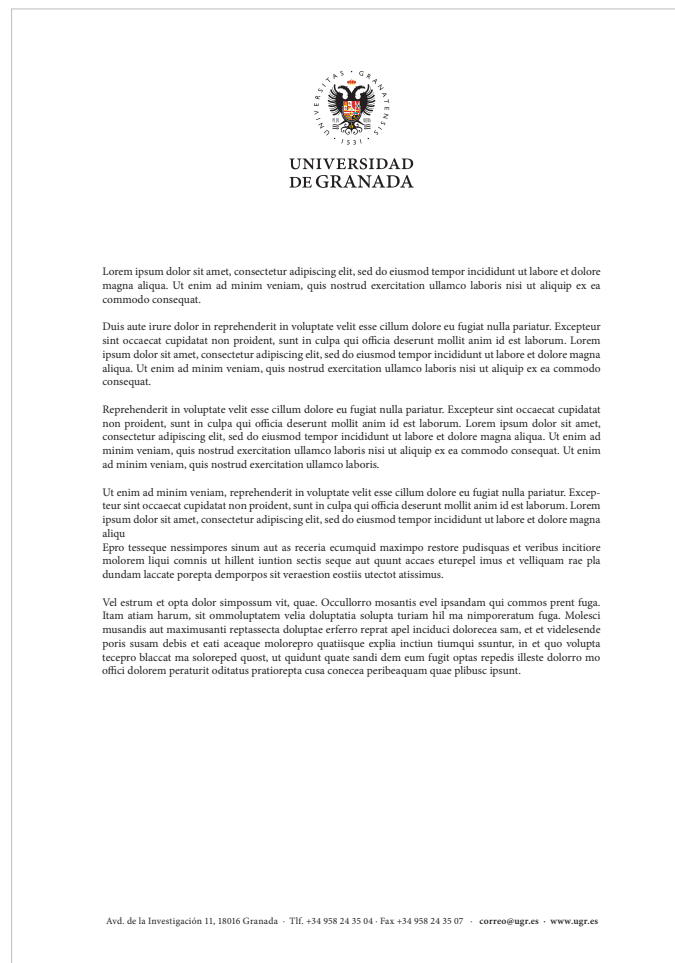 UNIVERSITAS · GRANATENSIS
· 1531 ·
UNIVERSIDAD
DE GRANADA
Lorem ipsum dolor sit amet, consectetur adipiscing elit, sed do eiusmod tempor incididunt ut labore et dolore
magna aliqua. Ut enim ad minim veniam, quis nostrud exercitation ullamco laboris nisi ut aliquip ex ea
commodo consequat.
Duis aute irure dolor in reprehenderit in voluptate velit esse cillum dolore eu fugiat nulla pariatur. Excepteur
sint occaecat cupidatat non proident, sunt in culpa qui officia deserunt mollit anim id est laborum. Lorem
ipsum dolor sit amet, consectetur adipiscing elit, sed do eiusmod tempor incididunt ut labore et dolore magna
aliqua. Ut enim ad minim veniam, quis nostrud exercitation ullamco laboris nisi ut aliquip ex ea commodo
consequat.
Reprehenderit in voluptate velit esse cillum dolore eu fugiat nulla pariatur. Excepteur sint occaecat cupidatat
non proident, sunt in culpa qui officia deserunt mollit anim id est laborum. Lorem ipsum dolor sit amet,
consectetur adipiscing elit, sed do eiusmod tempor incididunt ut labore et dolore magna aliqua. Ut enim ad
minim veniam, quis nostrud exercitation ullamco laboris nisi ut aliquip ex ea commodo consequat. Ut enim
ad minim veniam, quis nostrud exercitation ullamco laboris.
Ut enim ad minim veniam, reprehenderit in voluptate velit esse cillum dolore eu fugiat nulla pariatur. Excep-
teur sint occaecat cupidatat non proident, sunt in culpa qui officia deserunt mollit anim id est laborum. Lorem
ipsum dolor sit amet, consectetur adipiscing elit, sed do eiusmod tempor incididunt ut labore et dolore magna
aliqu
Epro tesseque nessimpores sinum aut as receria ecumquid maximpo restore pudisquas et veribus incitiore
molorem liqui comnis ut hillent iuntion sectis seque aut quunt accaes eturepel imus et velliquam rae pla
dundam laccate porepta demporpos sit veraestion eostiis utectot atissimus.
Vel estrum et opta dolor simpossum vit, quae. Occullorro mosantis evel ipsandam qui commos prent fuga.
Itam atiam harum, sit ommoluptatem velia doluptatia solupta turiam hil ma nimporeratum fuga. Molesci
musandis aut maximusanti reptassecta doluptae erferro reprat apel inciduci dolorecea sam, et et videlesende
poris susam debis et eati aceaque molorepro quatiisque explia inctiun tiumqui ssuntur, in et quo volupta
tecepro blaccat ma soloreped quost, ut quidunt quate sandi dem eum fugit optas repedis illeste dolorro mo
offici dolorem peraturit oditatus pratiorepta cusa conecea peribeaquam quae plibusc ipsunt.
Avd. de la Investigación 11, 18016 Granada · Tlf. +34 958 24 35 04 · Fax +34 958 24 35 07 · correo@ugr.es · www.ugr.es